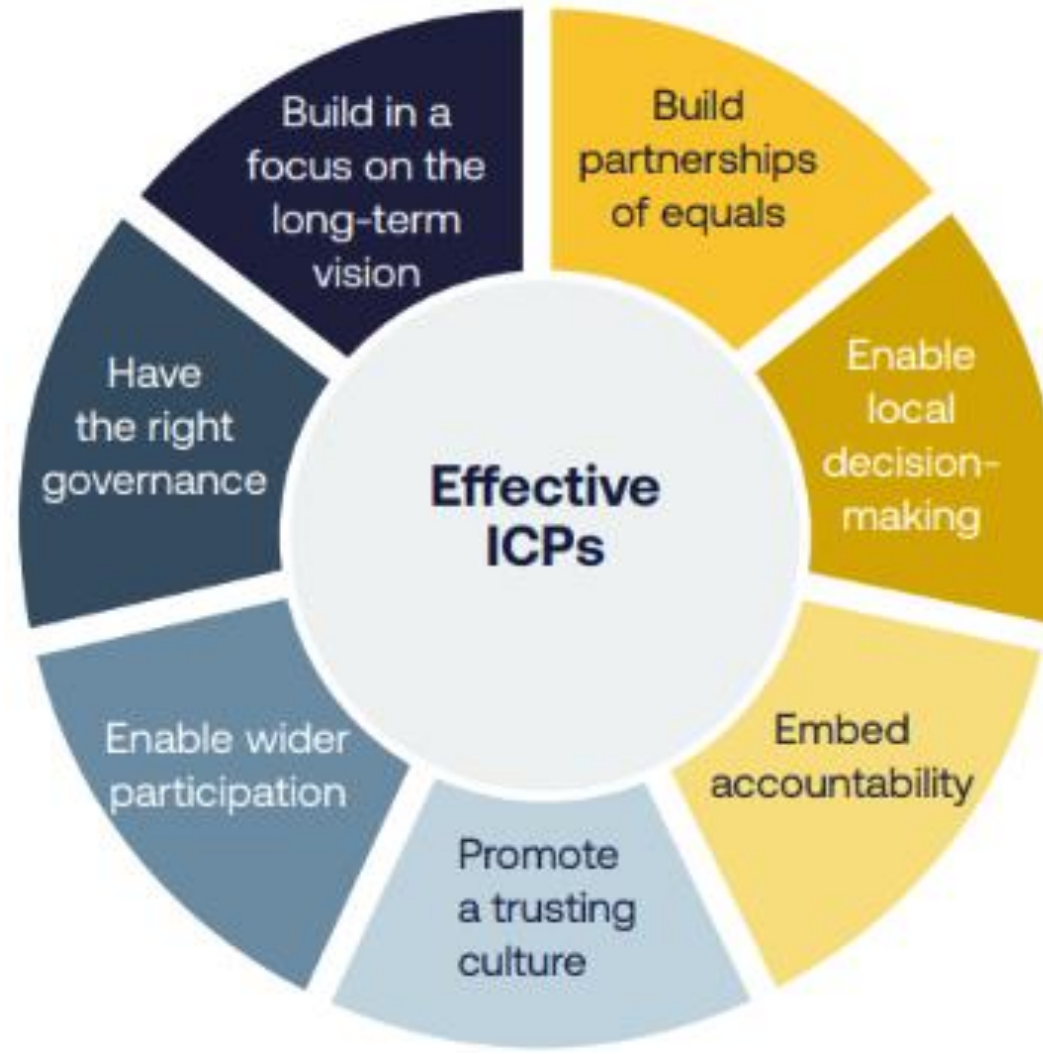 Build in a
focus on the
long-term
vision
Build
partnerships
of equals
Enable
local
decision-
making
Embed
accountability
Promote
a trusting
culture
Enable wider
participation
Have
the right
governance
Effective
ICPs